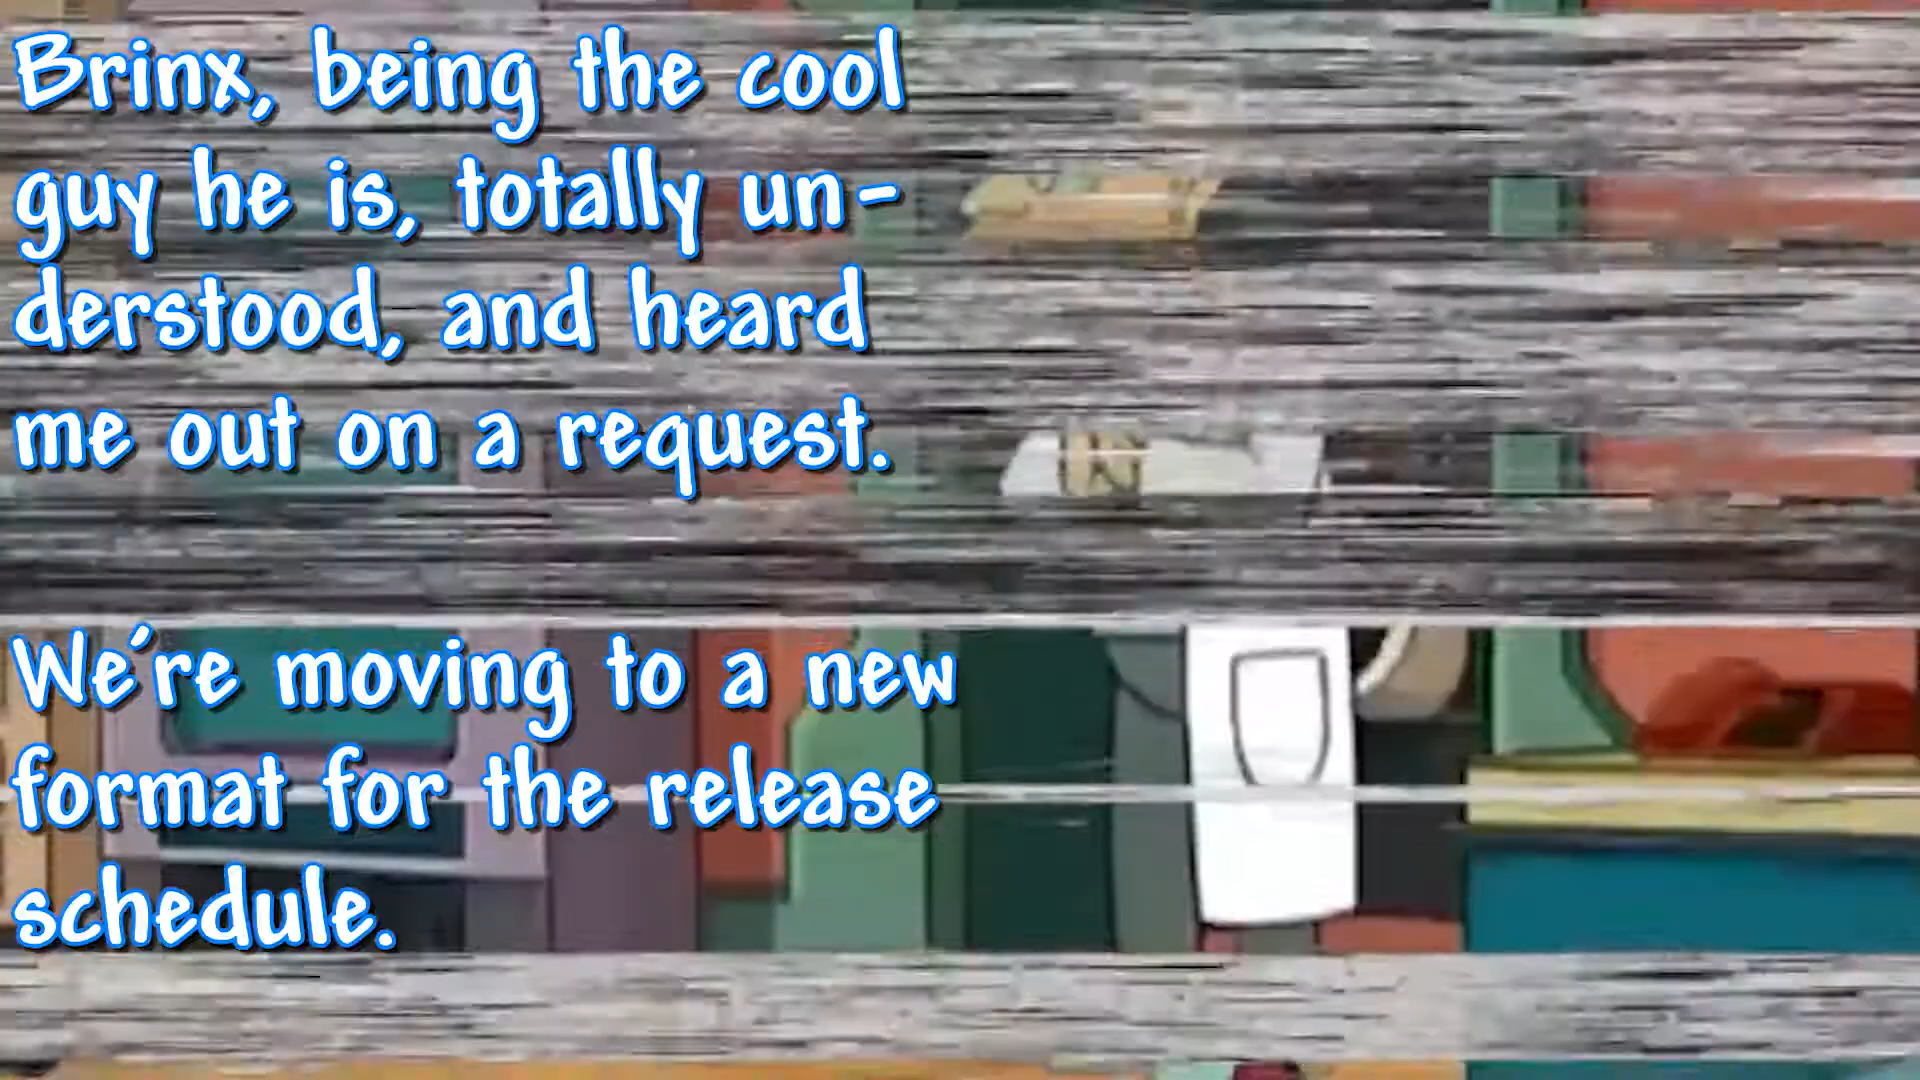 Brinx, being the cool
guy he is, totally un-
derstood, and heard
me out on a request.
We're moving to a new
format for the release
schedule.